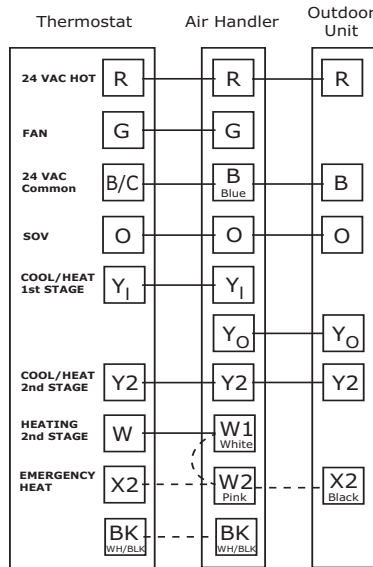 Thermostat Air Handler Outdoor
Unit
24 VAC HOT R R R
FAN G G
24 VAC
Common B/C B B
Blue
SOV O O O
COOL/HEAT
1st STAGE YI YI
YO YO
COOL/HEAT
2nd STAGE Y2 Y2 Y2
HEATING
2nd STAGE W W1
White
EMERGENCY
HEAT X2 W2 X2
Pink Black
BK BK
WH/BLK WH/BLK